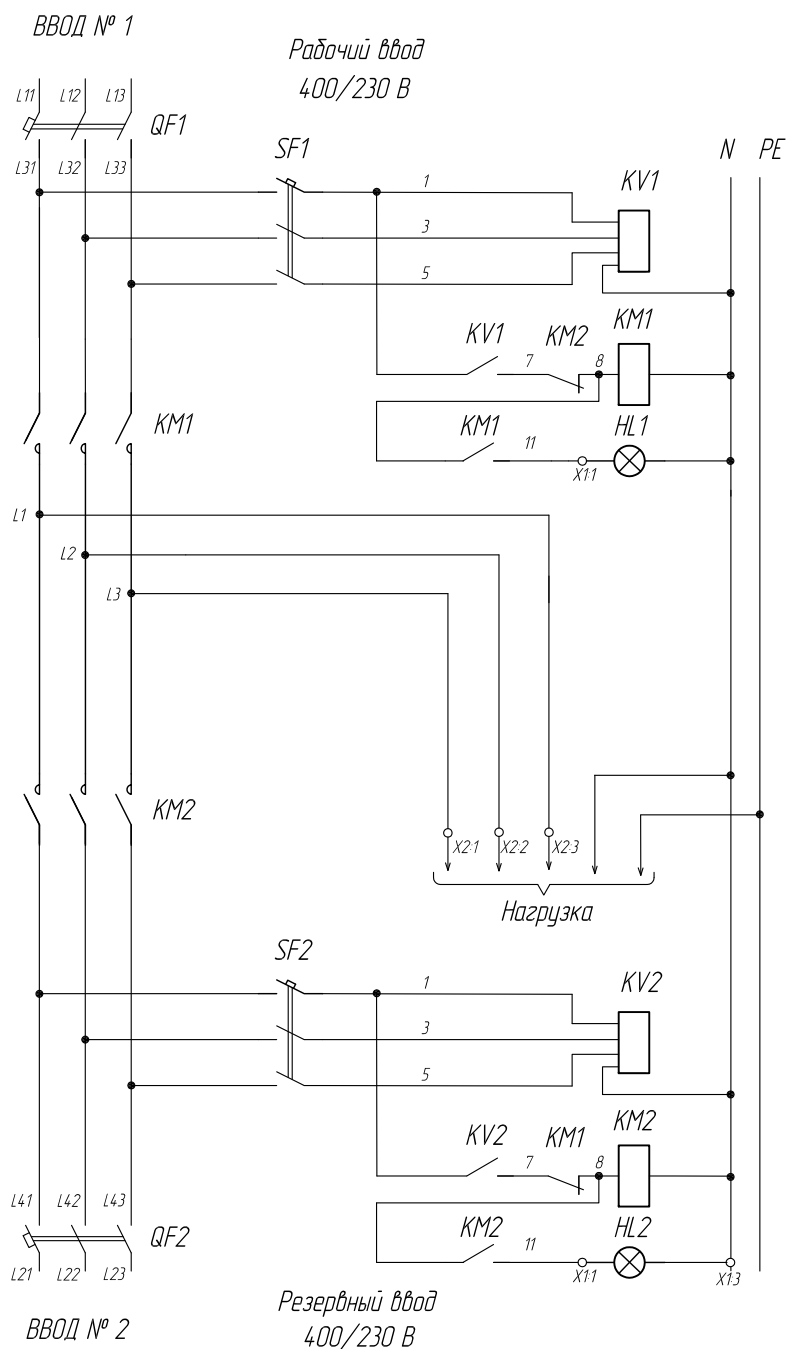 ВВОД № 1
Рабочий ввод
400/230 В
L11 L12 L13
QF1
L31 L32 L33
SF1
N PE
KV1
1
3
5
KM1
KV1 7 KM2 8
KM1
KM1 11 HL1
X1:1
L1
L2
L3
KM2
X2:1 X2:2 X2:3
Нагрузка
SF2
KV2
1
3
5
KM2
KV2 7 KM1 8
L41 L42 L43
QF2
KM2 11 HL2
X1:1 X1:3
L21 L22 L23
Резервный ввод
400/230 В
ВВОД № 2